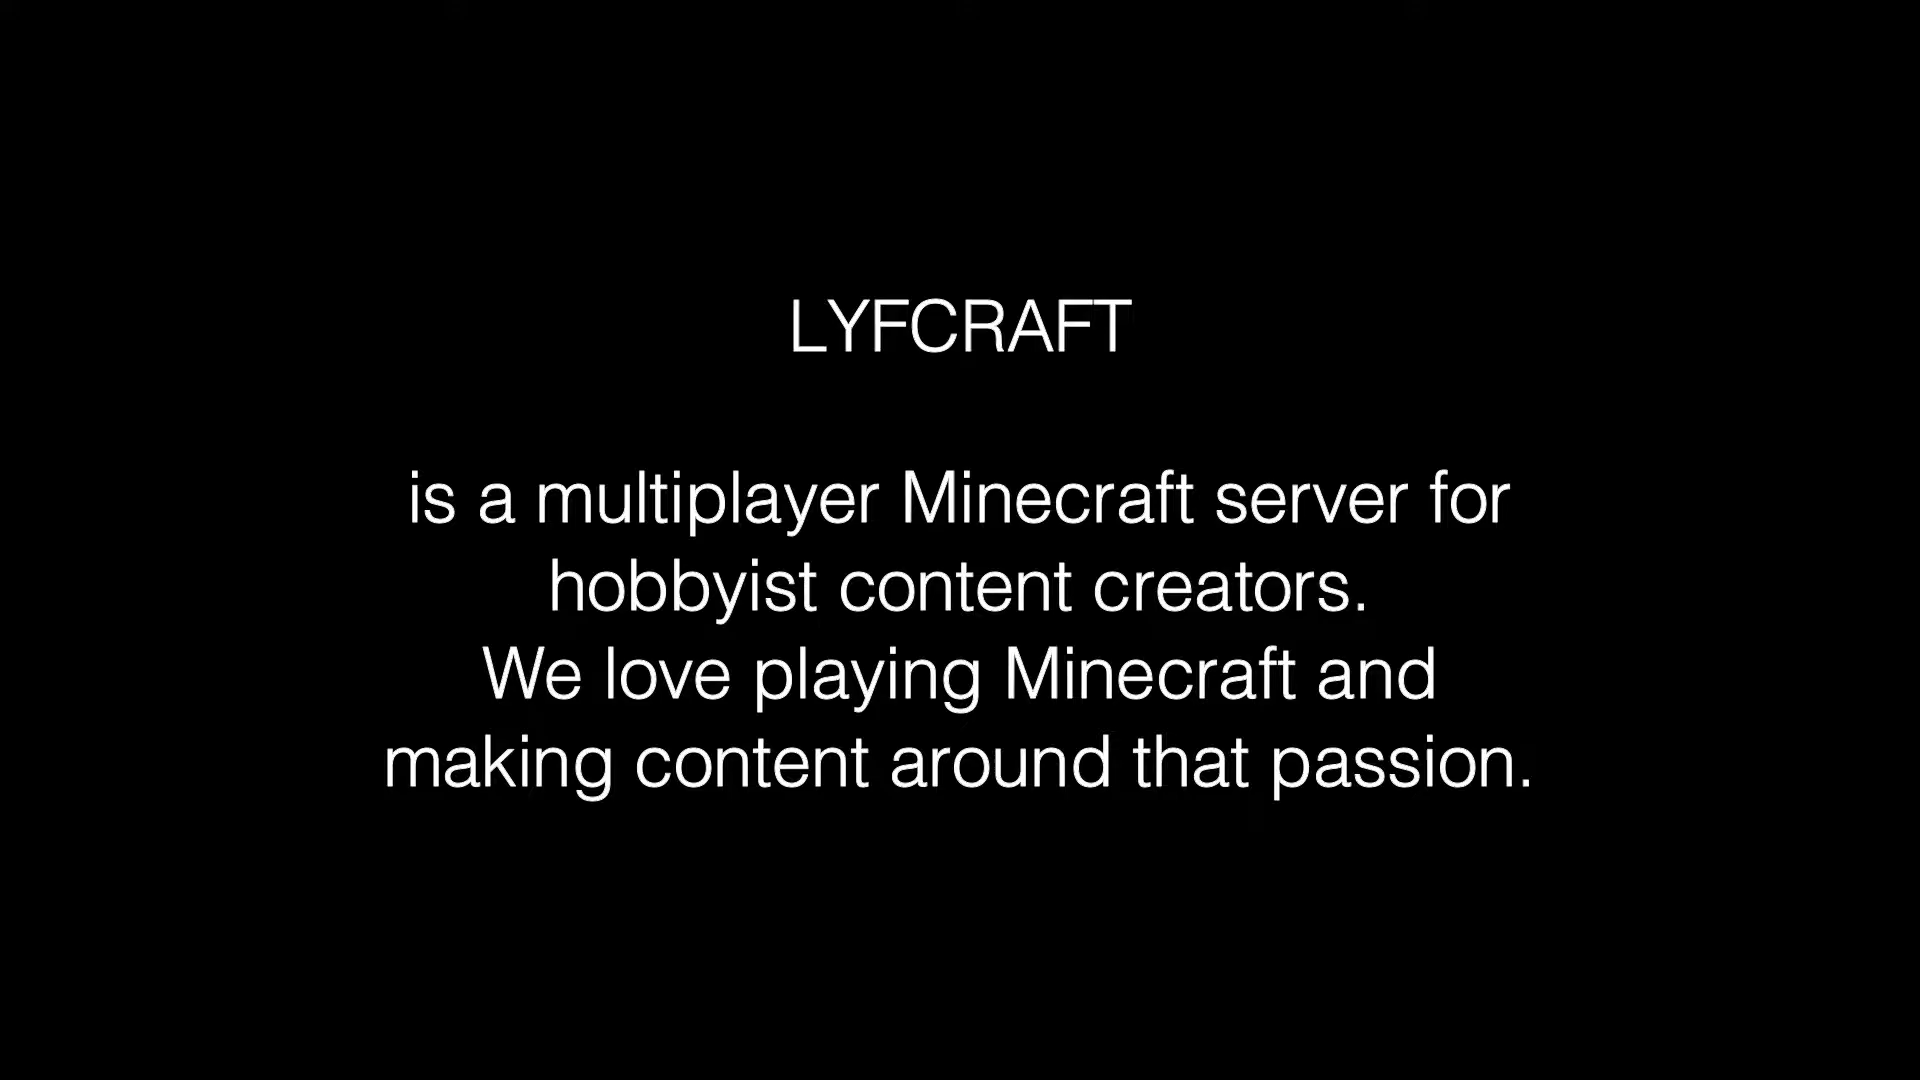 LYFCRAFT
is a multiplayer Minecraft server for
hobbyist content creators.
We love playing Minecraft and
making content around that passion.